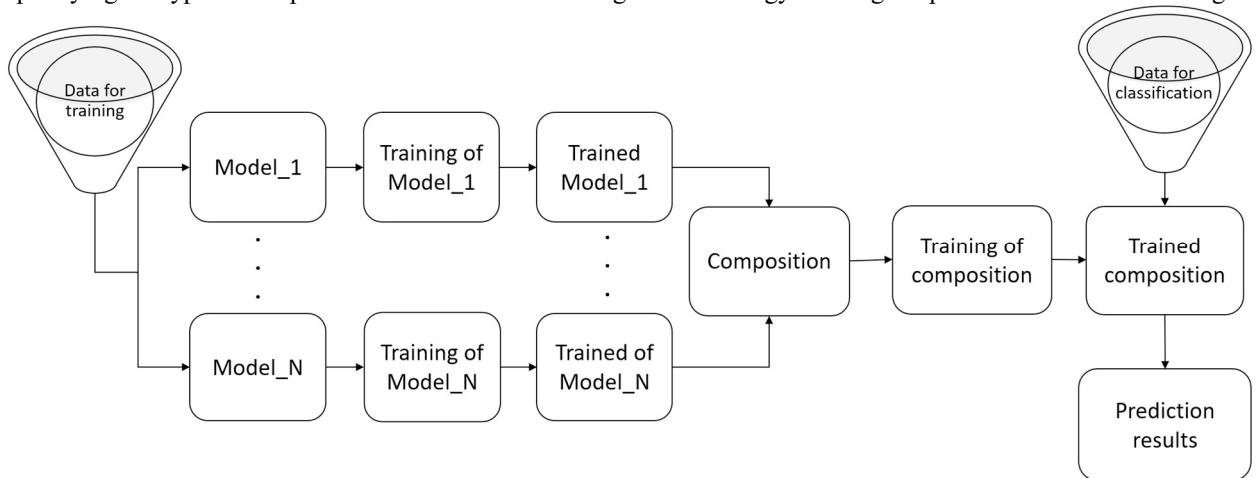 Data for
training
Data for
classification
Model_1
Training of
Model_1
Trained
Model_1
Composition
Training of
composition
Trained
composition
Model_N
Training of
Model_N
Trained of
Model_N
Prediction
results